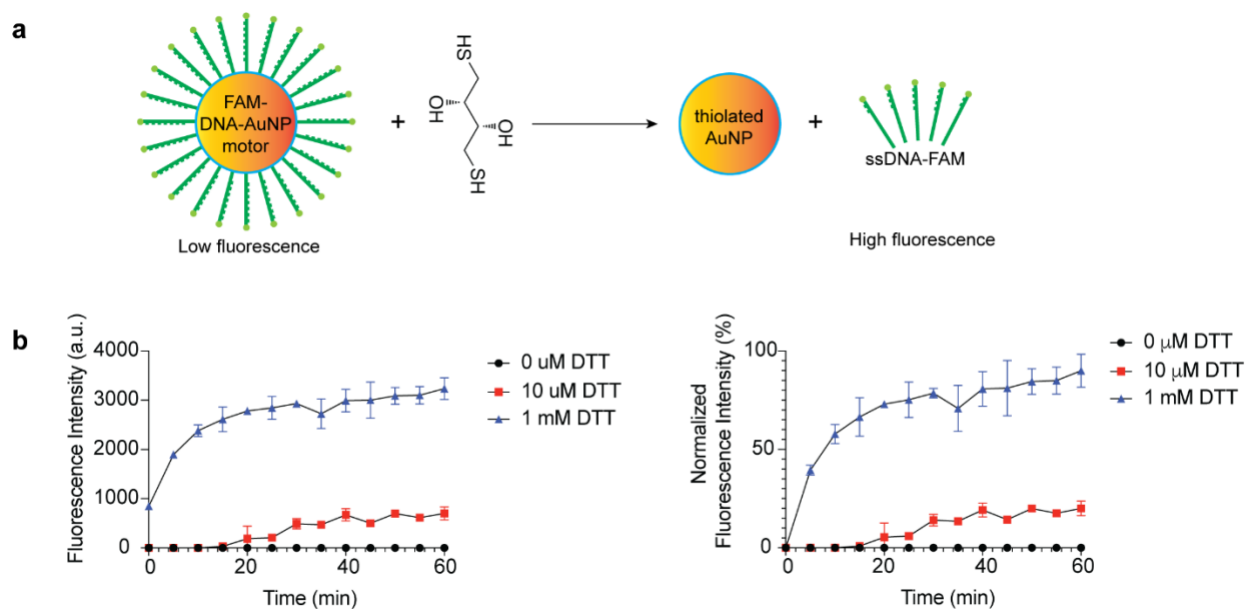 a
FAM-
DNA-AuNP
motor
Low fluorescence
+
HS
OH
OH
SH
thiolated
AuNP
+
ssDNA-FAM
High fluorescence
b
Fluorescence Intensity (a.u.)
4000
3000
2000
1000
0
0
20
40
60
Time (min)
0 uM DTT
10 uM DTT
1 mM DTT
Normalized
Fluorescence Intensity (%)
100
50
0
0
20
40
60
Time (min)
0 μM DTT
10 μM DTT
1 mM DTT